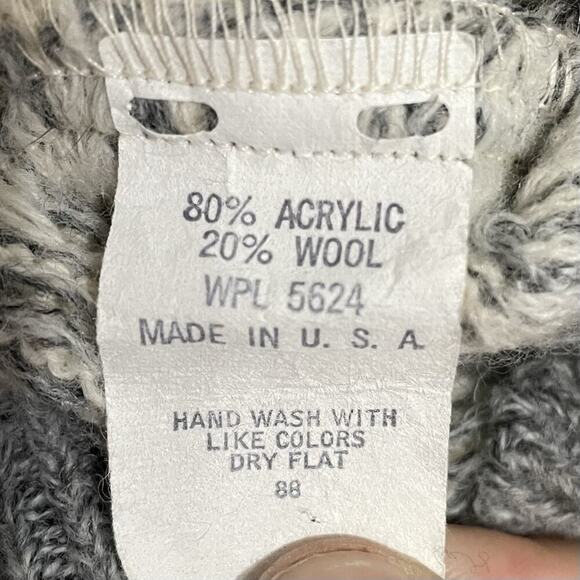 80% ACRYLIC
20% WOOL
WPL 5624
MADE IN U. S. A.
HAND WASH WITH
LIKE COLORS
DRY FLAT
88